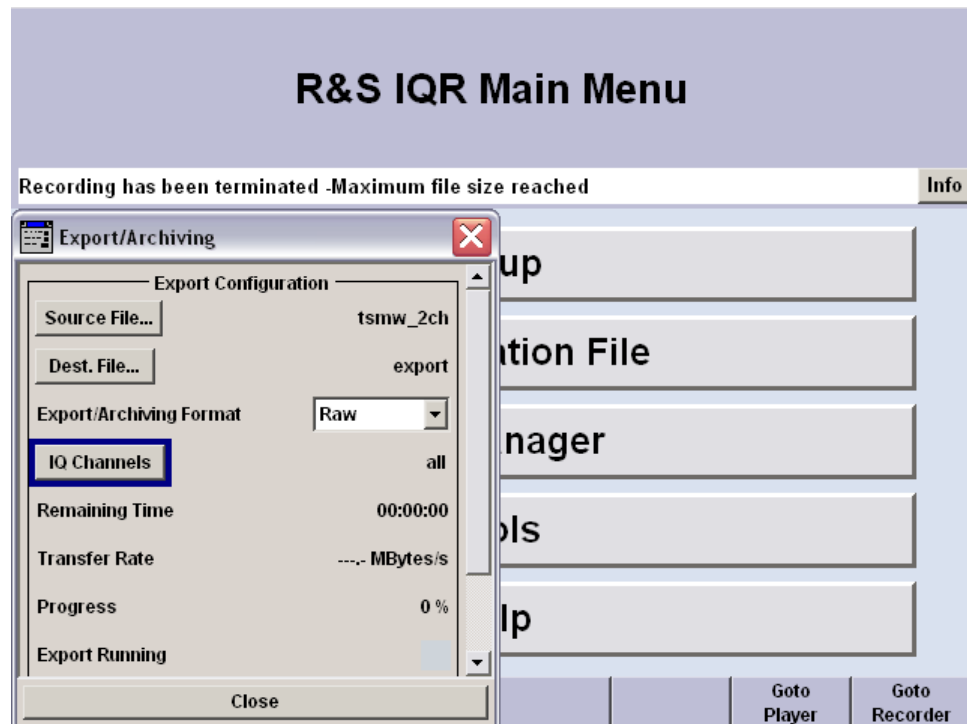 R&S IQR Main Menu
Recording has been terminated -Maximum file size reached
Info
Export/Archiving
Export Configuration
Source File...
tsmw_2ch
Dest. File...
export
Export/Archiving Format
Raw
IQ Channels
all
Remaining Time
00:00:00
Transfer Rate
---.- MBytes/s
Progress
0 %
Export Running
Close
up
ation File
nager
ols
lp
Goto
Player
Goto
Recorder